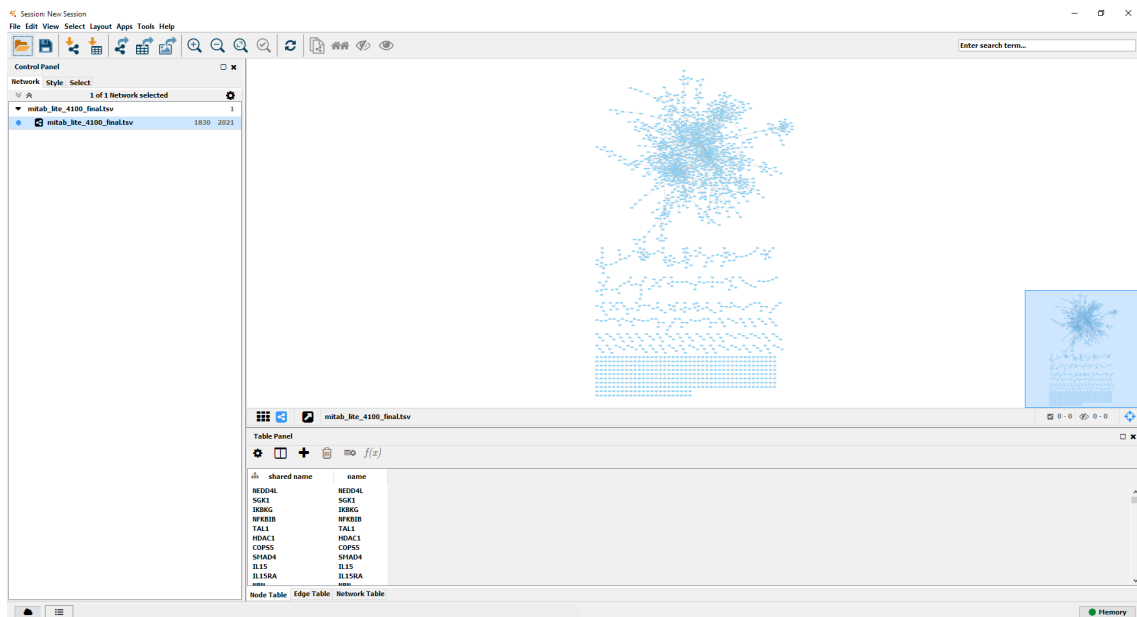 Session: New Session
File Edit View Select Layout Apps Tools Help
Enter search term...
Control Panel
Network Style Select
1 of 1 Network selected
mitab_lite_4100_final.tsv 1
mitab_lite_4100_final.tsv 1830 2021
mitab_lite_4100_final.tsv
0 - 0 0 - 0
Table Panel
f(x)
shared name name
NEDD4L NEDD4L
SGK1 SGK1
IKBKG IKBKG
NFKBIB NFKBIB
TAL1 TAL1
HDAC1 HDAC1
COPS5 COPS5
SMAD4 SMAD4
IL15 IL15
IL15RA IL15RA
Node Table Edge Table Network Table
Memory